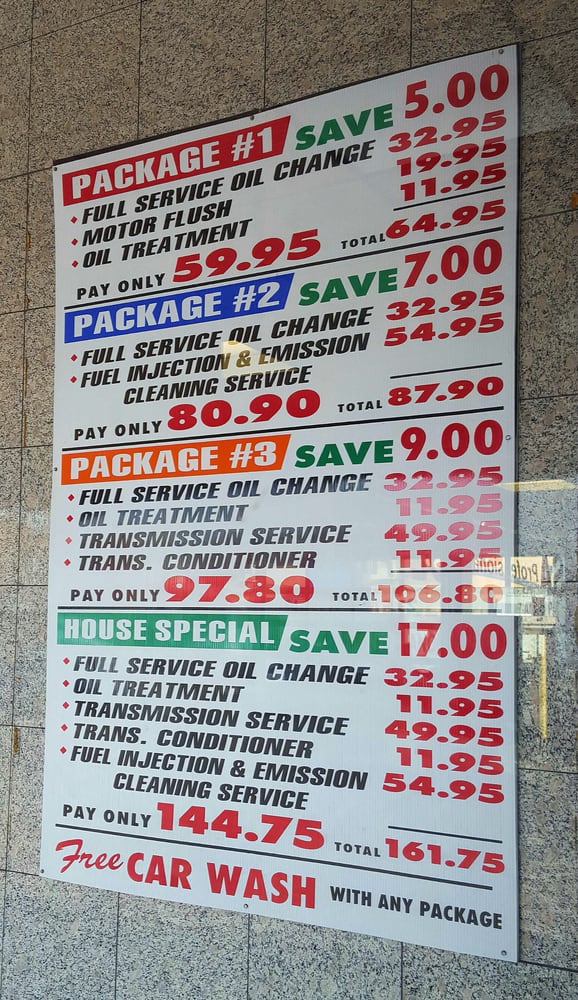 PACKAGE #1 SAVE 5.00
FULL SERVICE OIL CHANGE 32.95
MOTOR FLUSH 19.95
OIL TREATMENT 11.95
PAY ONLY 59.95 TOTAL 64.95
PACKAGE #2 SAVE 7.00
FULL SERVICE OIL CHANGE 32.95
FUEL INJECTION & EMISSION 54.95
CLEANING SERVICE
PAY ONLY 80.90 TOTAL 87.90
PACKAGE #3 SAVE 9.00
FULL SERVICE OIL CHANGE 32.95
OIL TREATMENT 11.95
TRANSMISSION SERVICE 49.95
TRANS. CONDITIONER 11.95
PAY ONLY 97.80 TOTAL 106.80
HOUSE SPECIAL SAVE 17.00
FULL SERVICE OIL CHANGE 32.95
OIL TREATMENT 11.95
TRANSMISSION SERVICE 49.95
TRANS. CONDITIONER 11.95
FUEL INJECTION & EMISSION 54.95
CLEANING SERVICE
PAY ONLY 144.75 TOTAL 161.75
Free CAR WASH WITH ANY PACKAGE